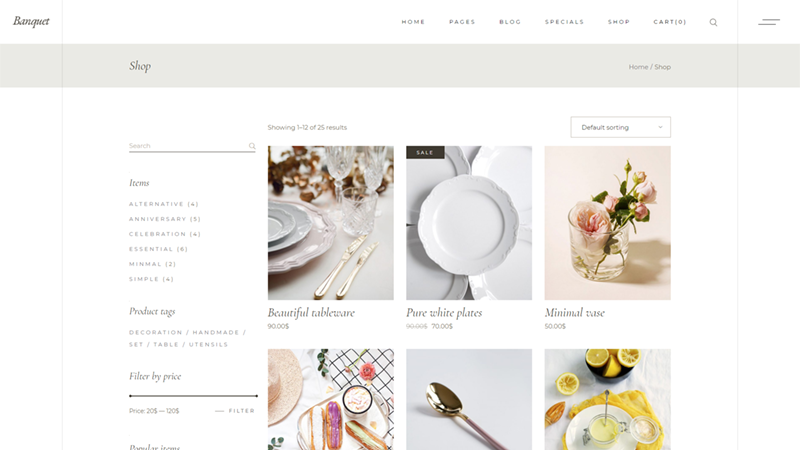 Banquet
HOME PAGES BLOG SPECIALS SHOP CART(0)
Shop
Home / Shop
Showing 1–12 of 25 results
Default sorting
Search
Items
ALTERNATIVE (4)
ANNIVERSARY (5)
CELEBRATION (4)
ESSENTIAL (6)
MINMAL (2)
SIMPLE (4)
Product tags
DECORATION / HANDMADE /
SET / TABLE / UTENSILS
Filter by price
Price: 20$ — 120$
FILTER
Popular items
SALE
Beautiful tableware
90.00$
Pure white plates
90.00$ 70.00$
Minimal vase
50.00$